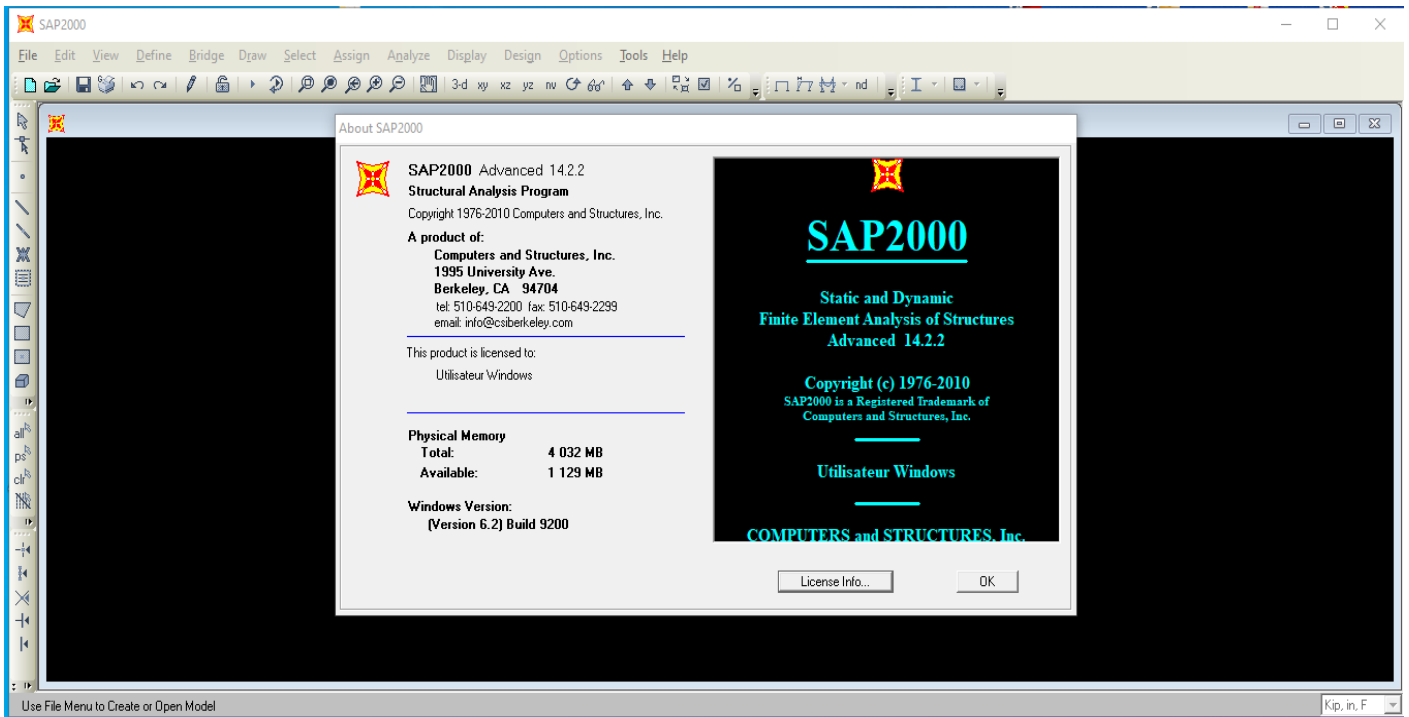 SAP2000
File Edit View Define Bridge Draw Select Assign Analyze Display Design Options Tools Help
3-d xy xz yz nv nd
About SAP2000
SAP2000 Advanced 14.2.2
Structural Analysis Program
Copyright 1976-2010 Computers and Structures, Inc.
A product of:
Computers and Structures, Inc.
1995 University Ave.
Berkeley, CA 94704
tel: 510-649-2200 fax: 510-649-2299
email: info@csiberkeley.com
This product is licensed to:
Utilisateur Windows
Physical Memory
Total: 4 032 MB
Available: 1 129 MB
Windows Version:
(Version 6.2) Build 9200
SAP2000
Static and Dynamic
Finite Element Analysis of Structures
Advanced 14.2.2
Copyright (c) 1976-2010
SAP2000 is a Registered Trademark of
Computers and Structures, Inc.
Utilisateur Windows
COMPUTERS and STRUCTURES, Inc.
License Info... OK
all
ps
clr
Use File Menu to Create or Open Model
Kip, in, F